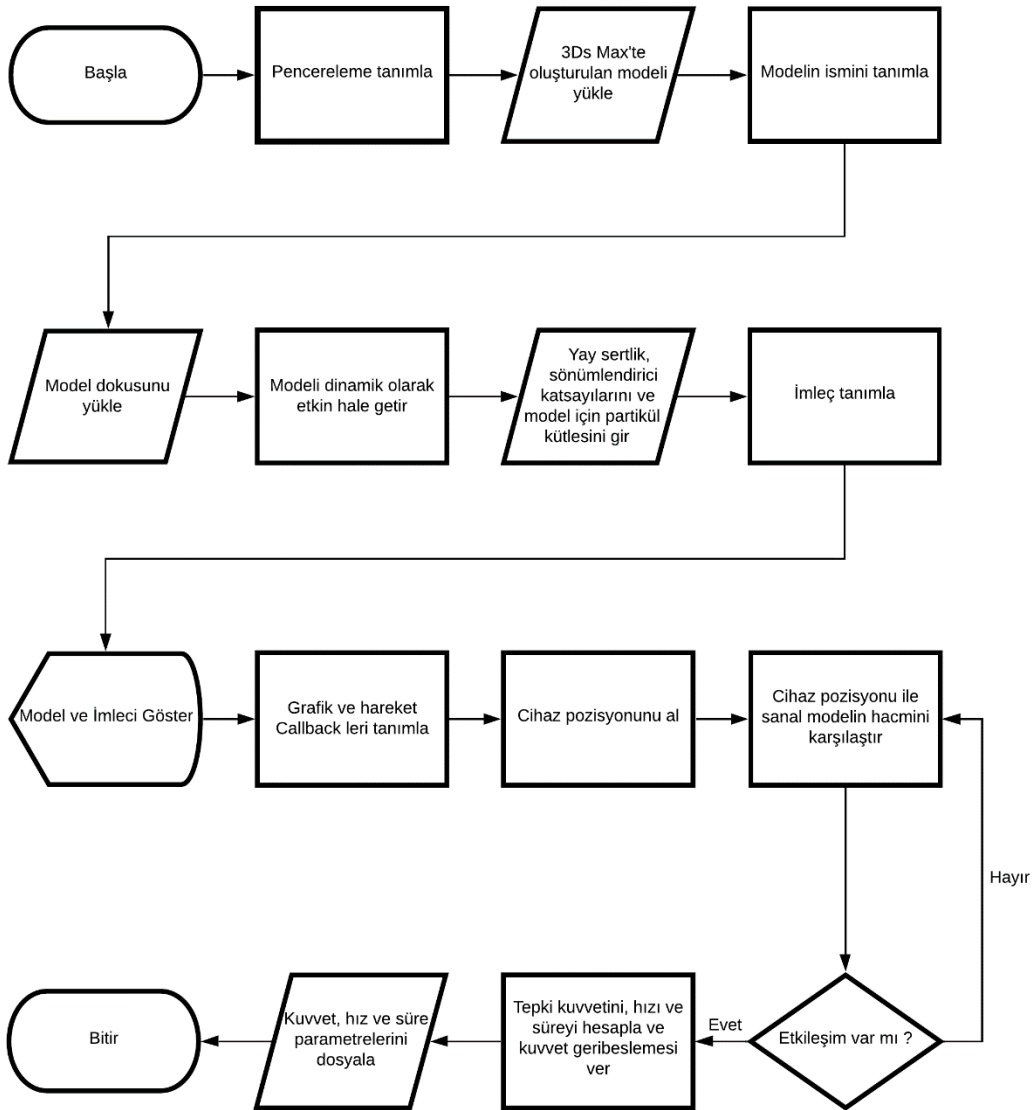 Başla
Pencereleme tanımla
3Ds Max'te
oluşturulan modeli
yükle
Modelin ismini tanımla
Model dokusunu
yükle
Modeli dinamik olarak
etkin hale getir
Yay sertlik,
sönümlendirici
katsayılarını ve
model için partikül
kütlesini gir
İmleç tanımla
Model ve İmleci Göster
Grafik ve hareket
Callback leri tanımla
Cihaz pozisyonunu al
Cihaz pozisyonu ile
sanal modelin hacmini
karşılaştır
Hayır
Etkileşim var mı ?
Evet
Tepki kuvvetini, hızı ve
süreyi hesapla ve
kuvvet geribeslemesi
ver
Kuvvet, hız ve süre
parametrelerini
dosyala
Bitir